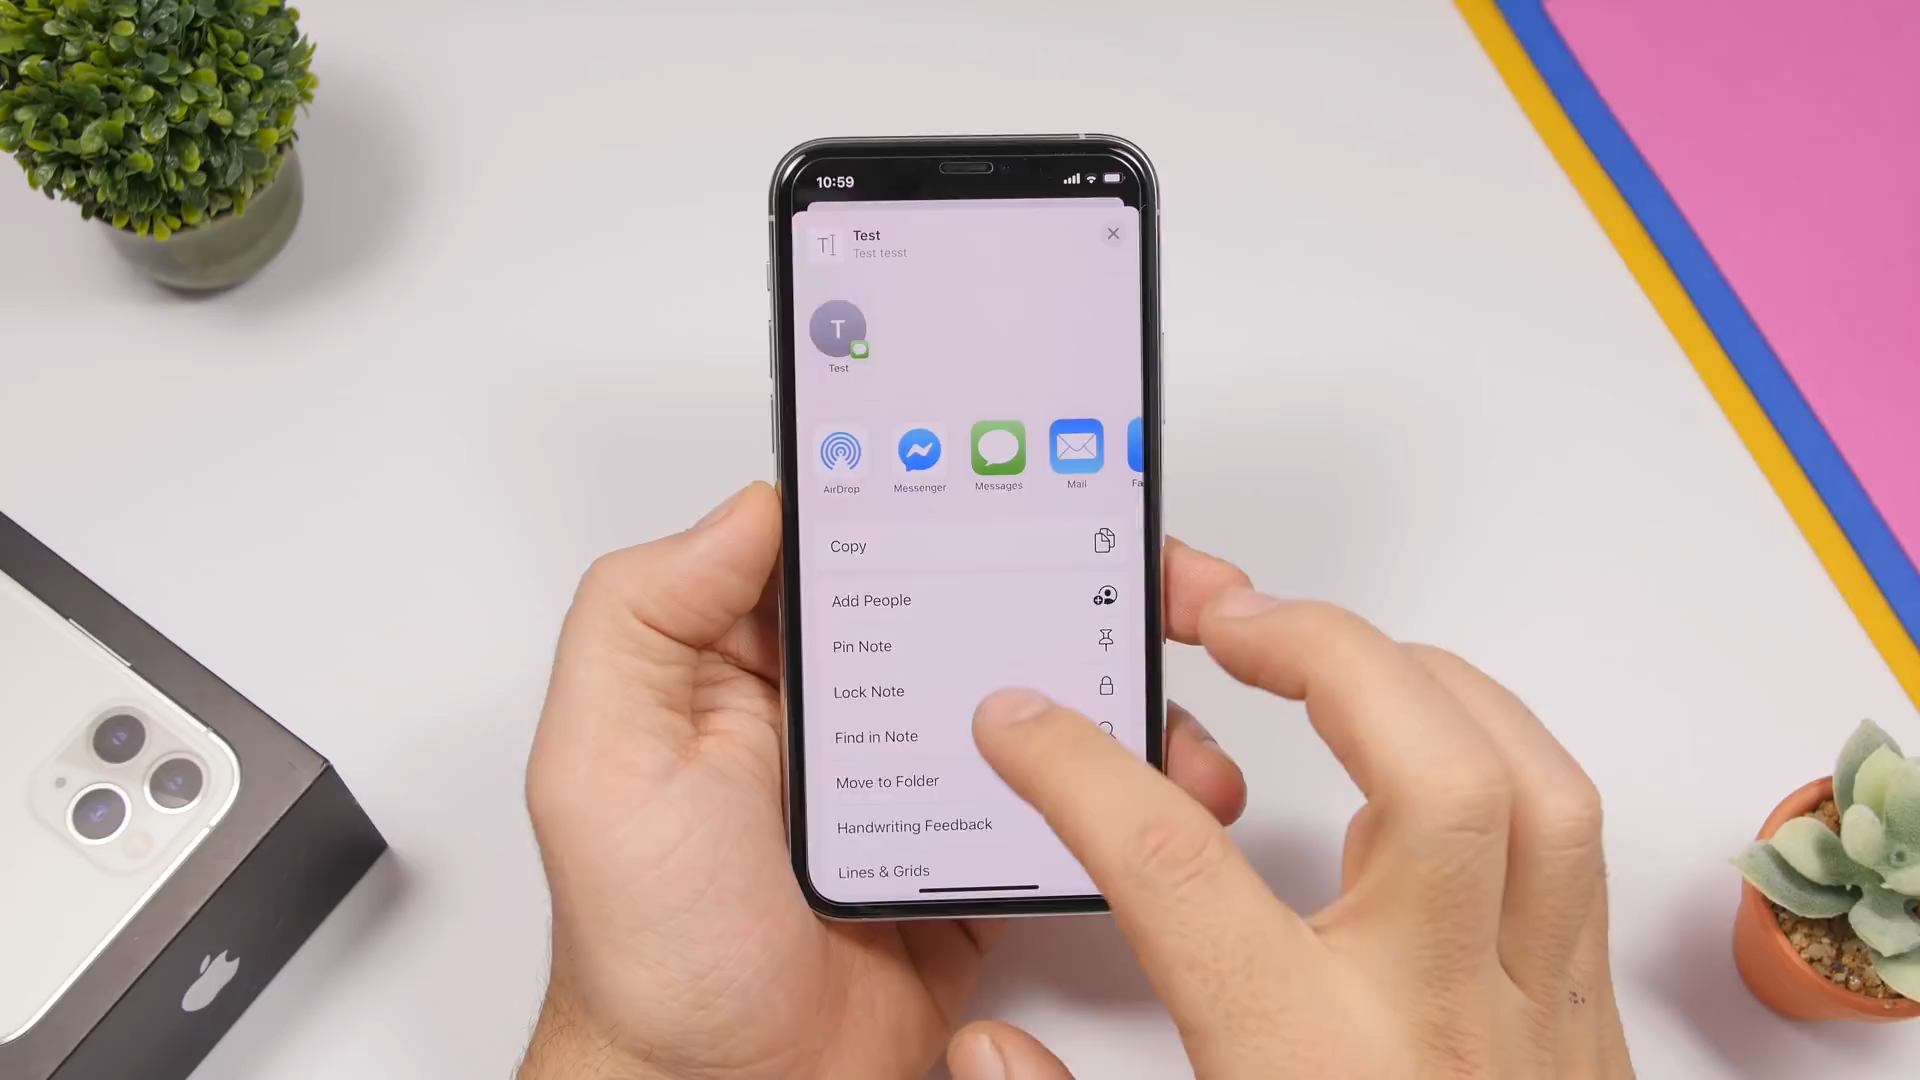 10:59
T
Test
Test tesst
T
Test
AirDrop
Messenger
Messages
Mail
Fa
Copy
Add People
Pin Note
Lock Note
Find in Note
Move to Folder
Handwriting Feedback
Lines & Grids